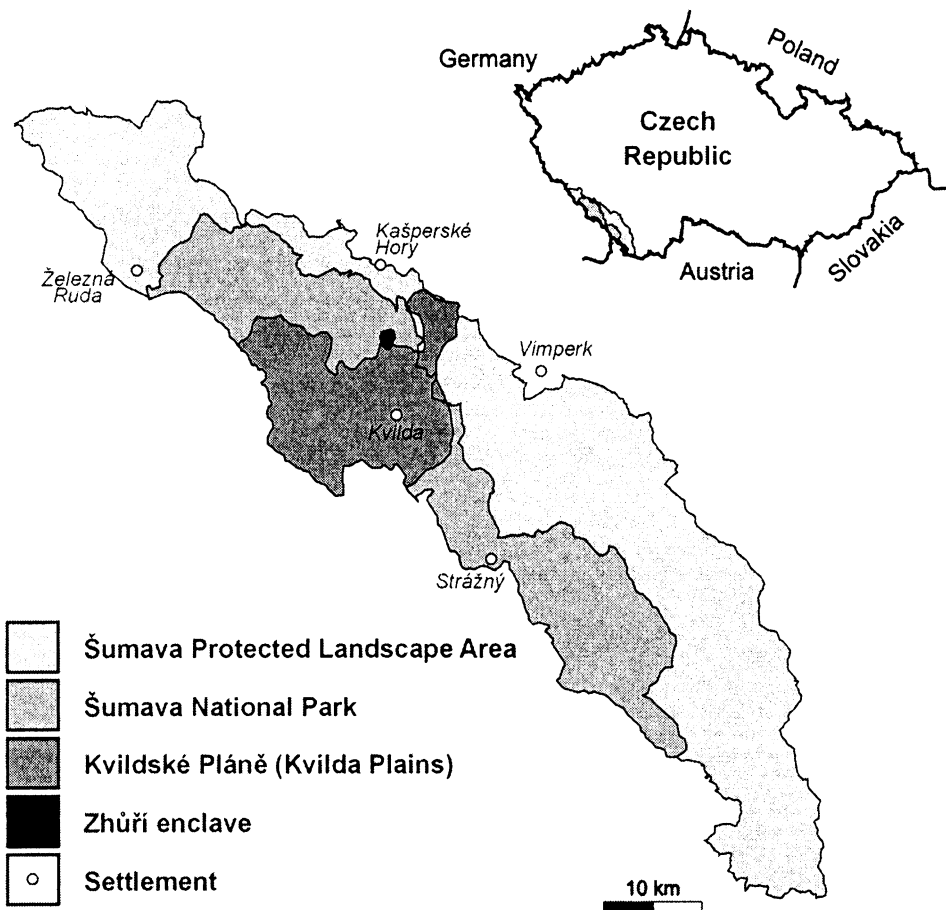 Germany
Poland
Czech
Republic
Slovakia
Austria
Kašperské
Hory
Železná
Ruda
Vimperk
Kvilda
Strážný
Šumava Protected Landscape Area
Šumava National Park
Kvildské Pláně (Kvilda Plains)
Zhůří enclave
Settlement
10 km